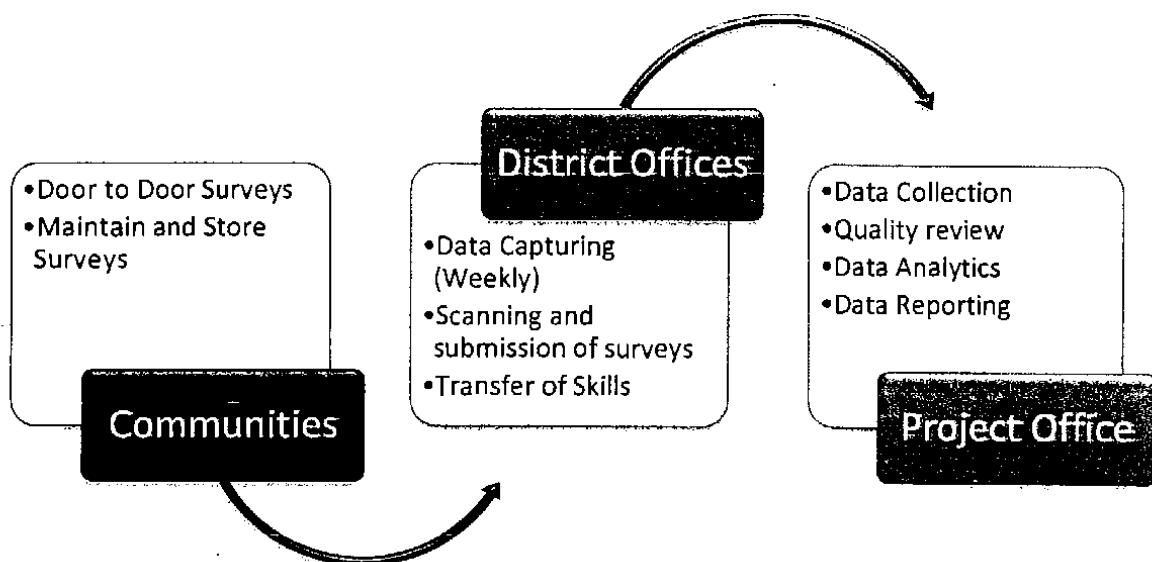 •Door to Door Surveys
•Maintain and Store
Surveys
Communities
District Offices
•Data Capturing
(Weekly)
•Scanning and
submission of surveys
•Transfer of Skills
•Data Collection
•Quality review
•Data Analytics
•Data Reporting
Project Office